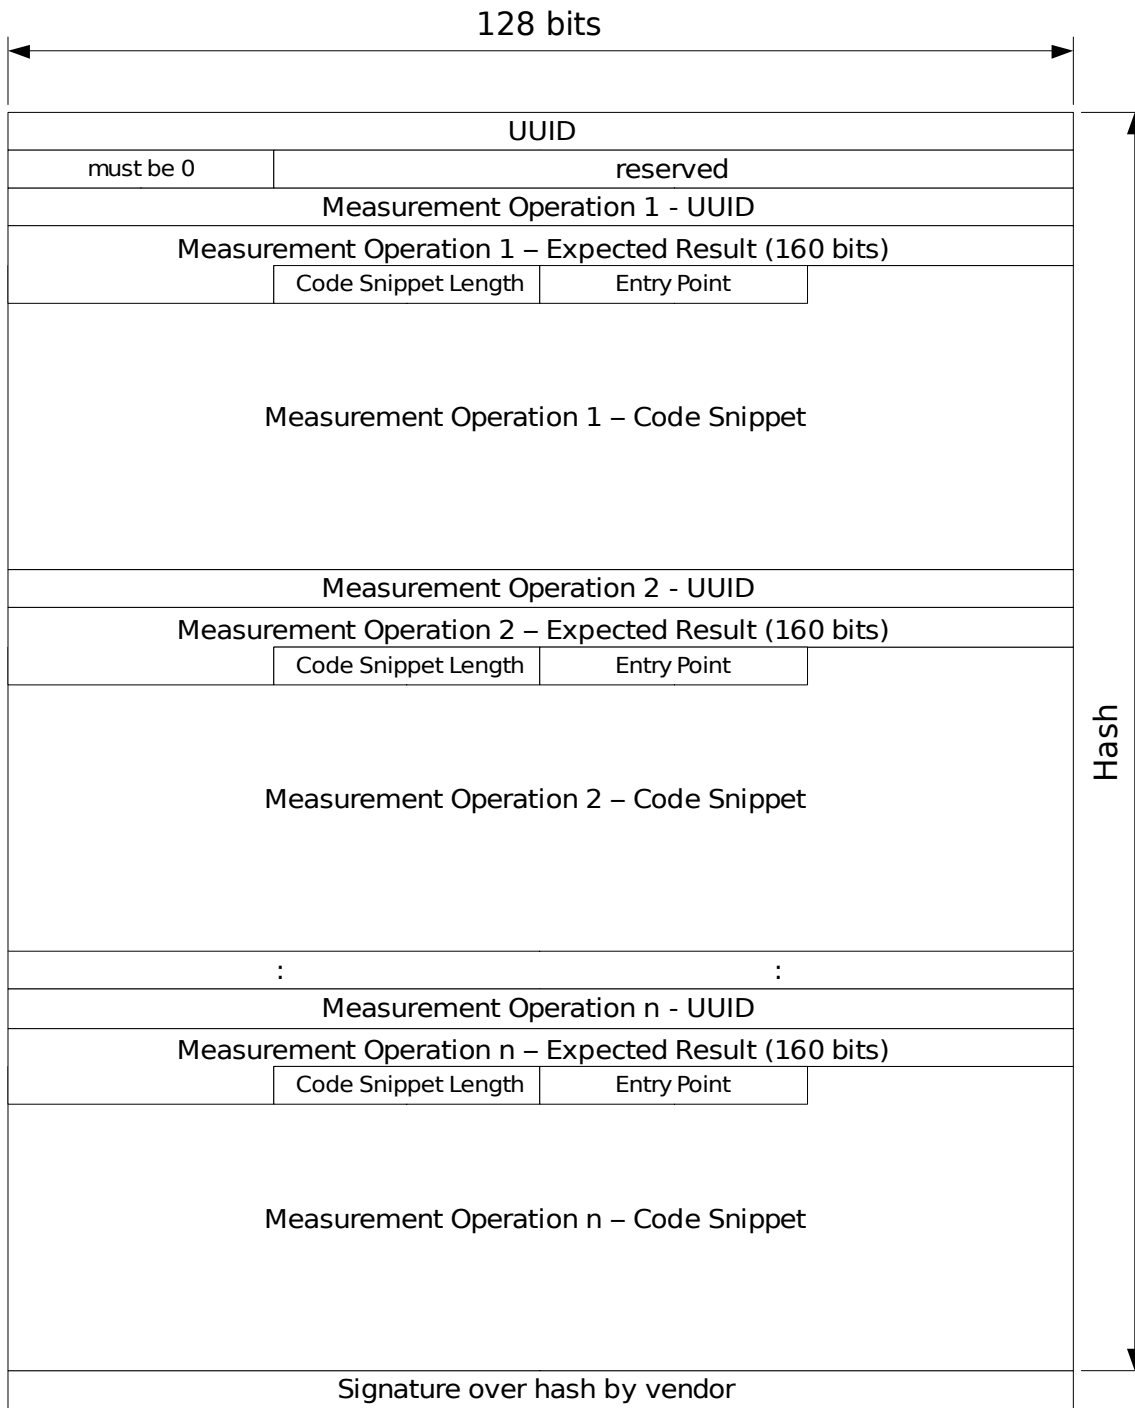 128 bits
UUID
must be 0 reserved
Measurement Operation 1 - UUID
Measurement Operation 1 – Expected Result (160 bits)
Code Snippet Length Entry Point
Measurement Operation 1 – Code Snippet
Measurement Operation 2 - UUID
Measurement Operation 2 – Expected Result (160 bits)
Code Snippet Length Entry Point
Hash
Measurement Operation 2 – Code Snippet
: :
Measurement Operation n - UUID
Measurement Operation n – Expected Result (160 bits)
Code Snippet Length Entry Point
Measurement Operation n – Code Snippet
Signature over hash by vendor